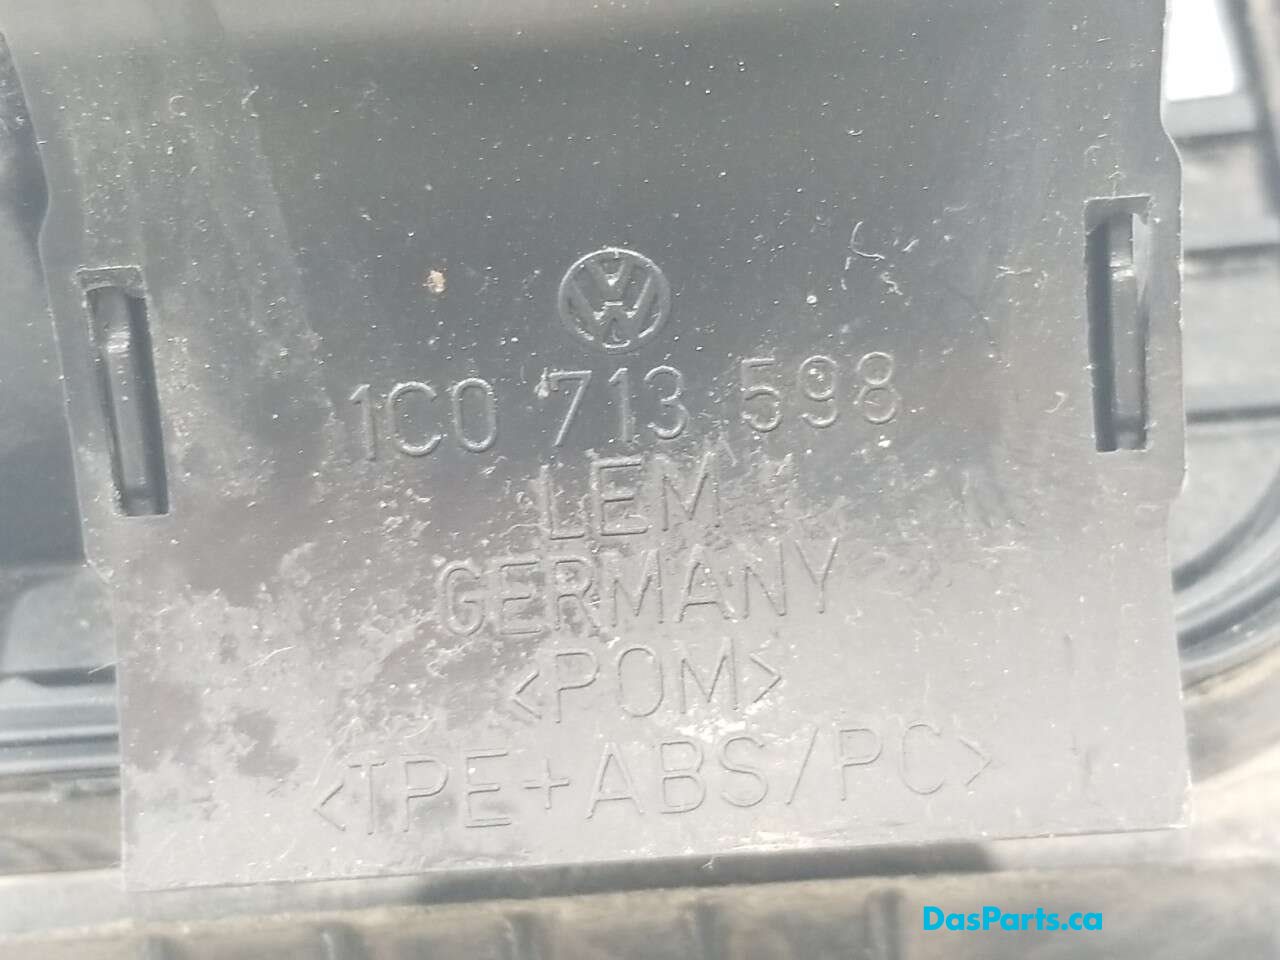 1C0 713 598
LEM
GERMANY
<POM>
<TPE+ABS/PC>
DasParts.ca